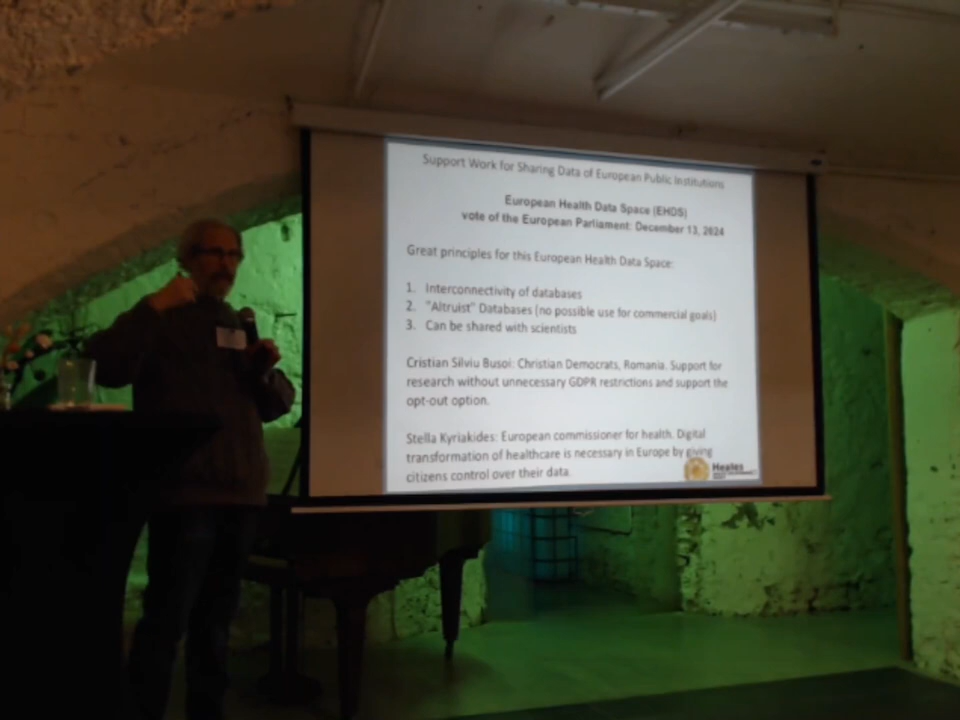 Support Work for Sharing Data of European Public Institutions
European Health Data Space (EHDS)
vote of the European Parliament: December 13, 2024
Great principles for this European Health Data Space:
1. Interconnectivity of databases
2. "Altruist" Databases (no possible use for commercial goals)
3. Can be shared with scientists
Cristian Silviu Busoi: Christian Democrats, Romania. Support for
research without unnecessary GDPR restrictions and support the
opt-out option.
Stella Kyriakides: European commissioner for health. Digital
transformation of healthcare is necessary in Europe by giving
citizens control over their data
Heales